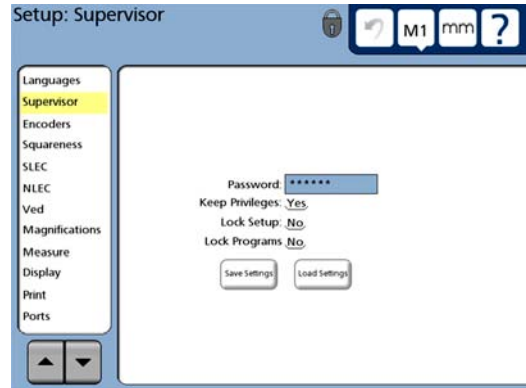 Setup: Supervisor
M1 mm ?
Languages
Supervisor
Encoders
Squareness
SLEC
NLEC
Ved
Magnifications
Measure
Display
Print
Ports
Password: ******
Keep Privileges: Yes
Lock Setup: No
Lock Programs No
Save Settings Load Settings